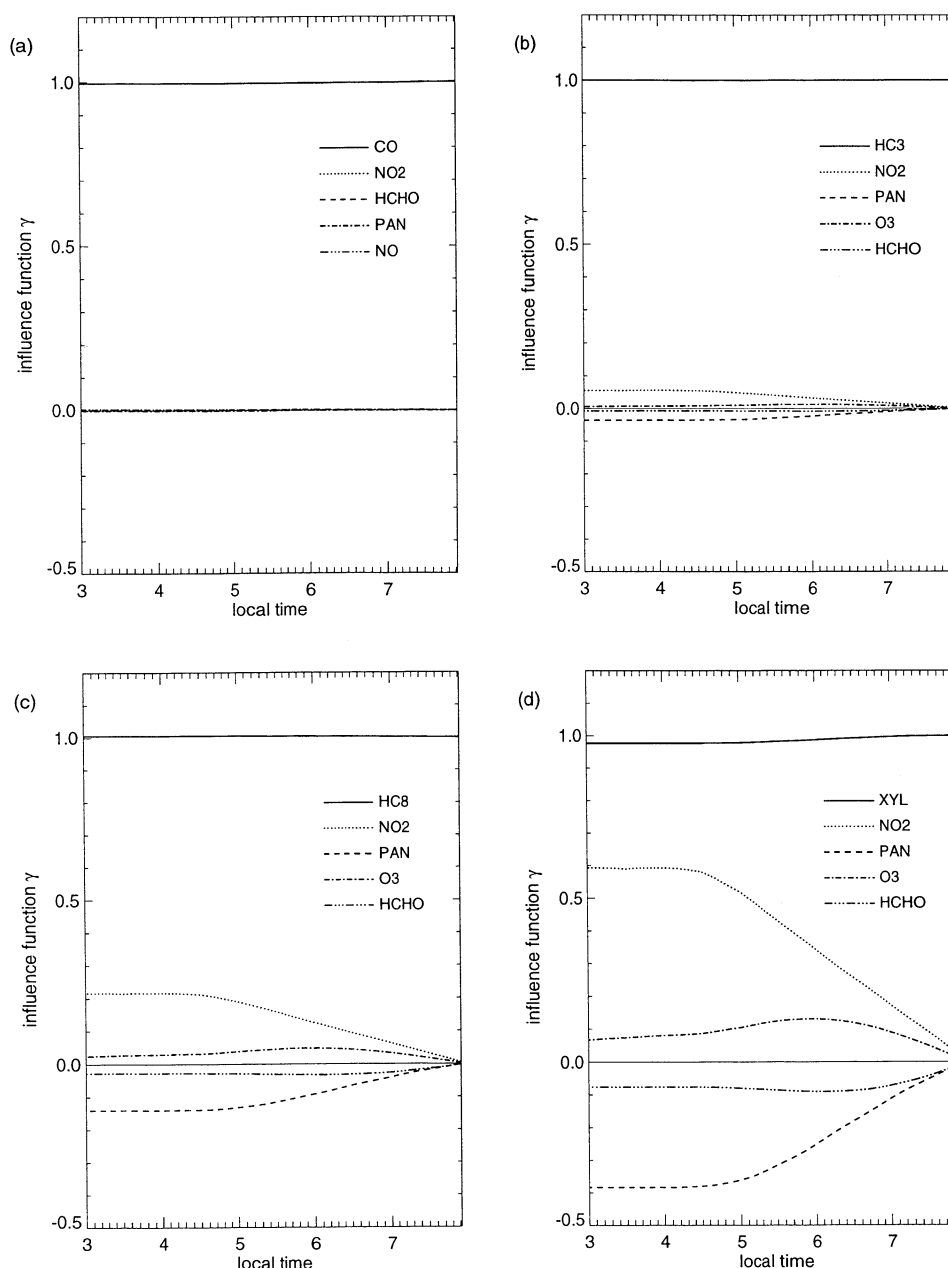 (a)
1.0
0.5
0.0
-0.5
influence function γ
CO
NO2
HCHO
PAN
NO
3 4 5 6 7
local time
(b)
1.0
0.5
0.0
-0.5
influence function γ
HC3
NO2
PAN
O3
HCHO
3 4 5 6 7
local time
(c)
1.0
0.5
0.0
-0.5
influence function γ
HC8
NO2
PAN
O3
HCHO
3 4 5 6 7
local time
(d)
1.0
0.5
0.0
-0.5
influence function γ
XYL
NO2
PAN
O3
HCHO
3 4 5 6 7
local time